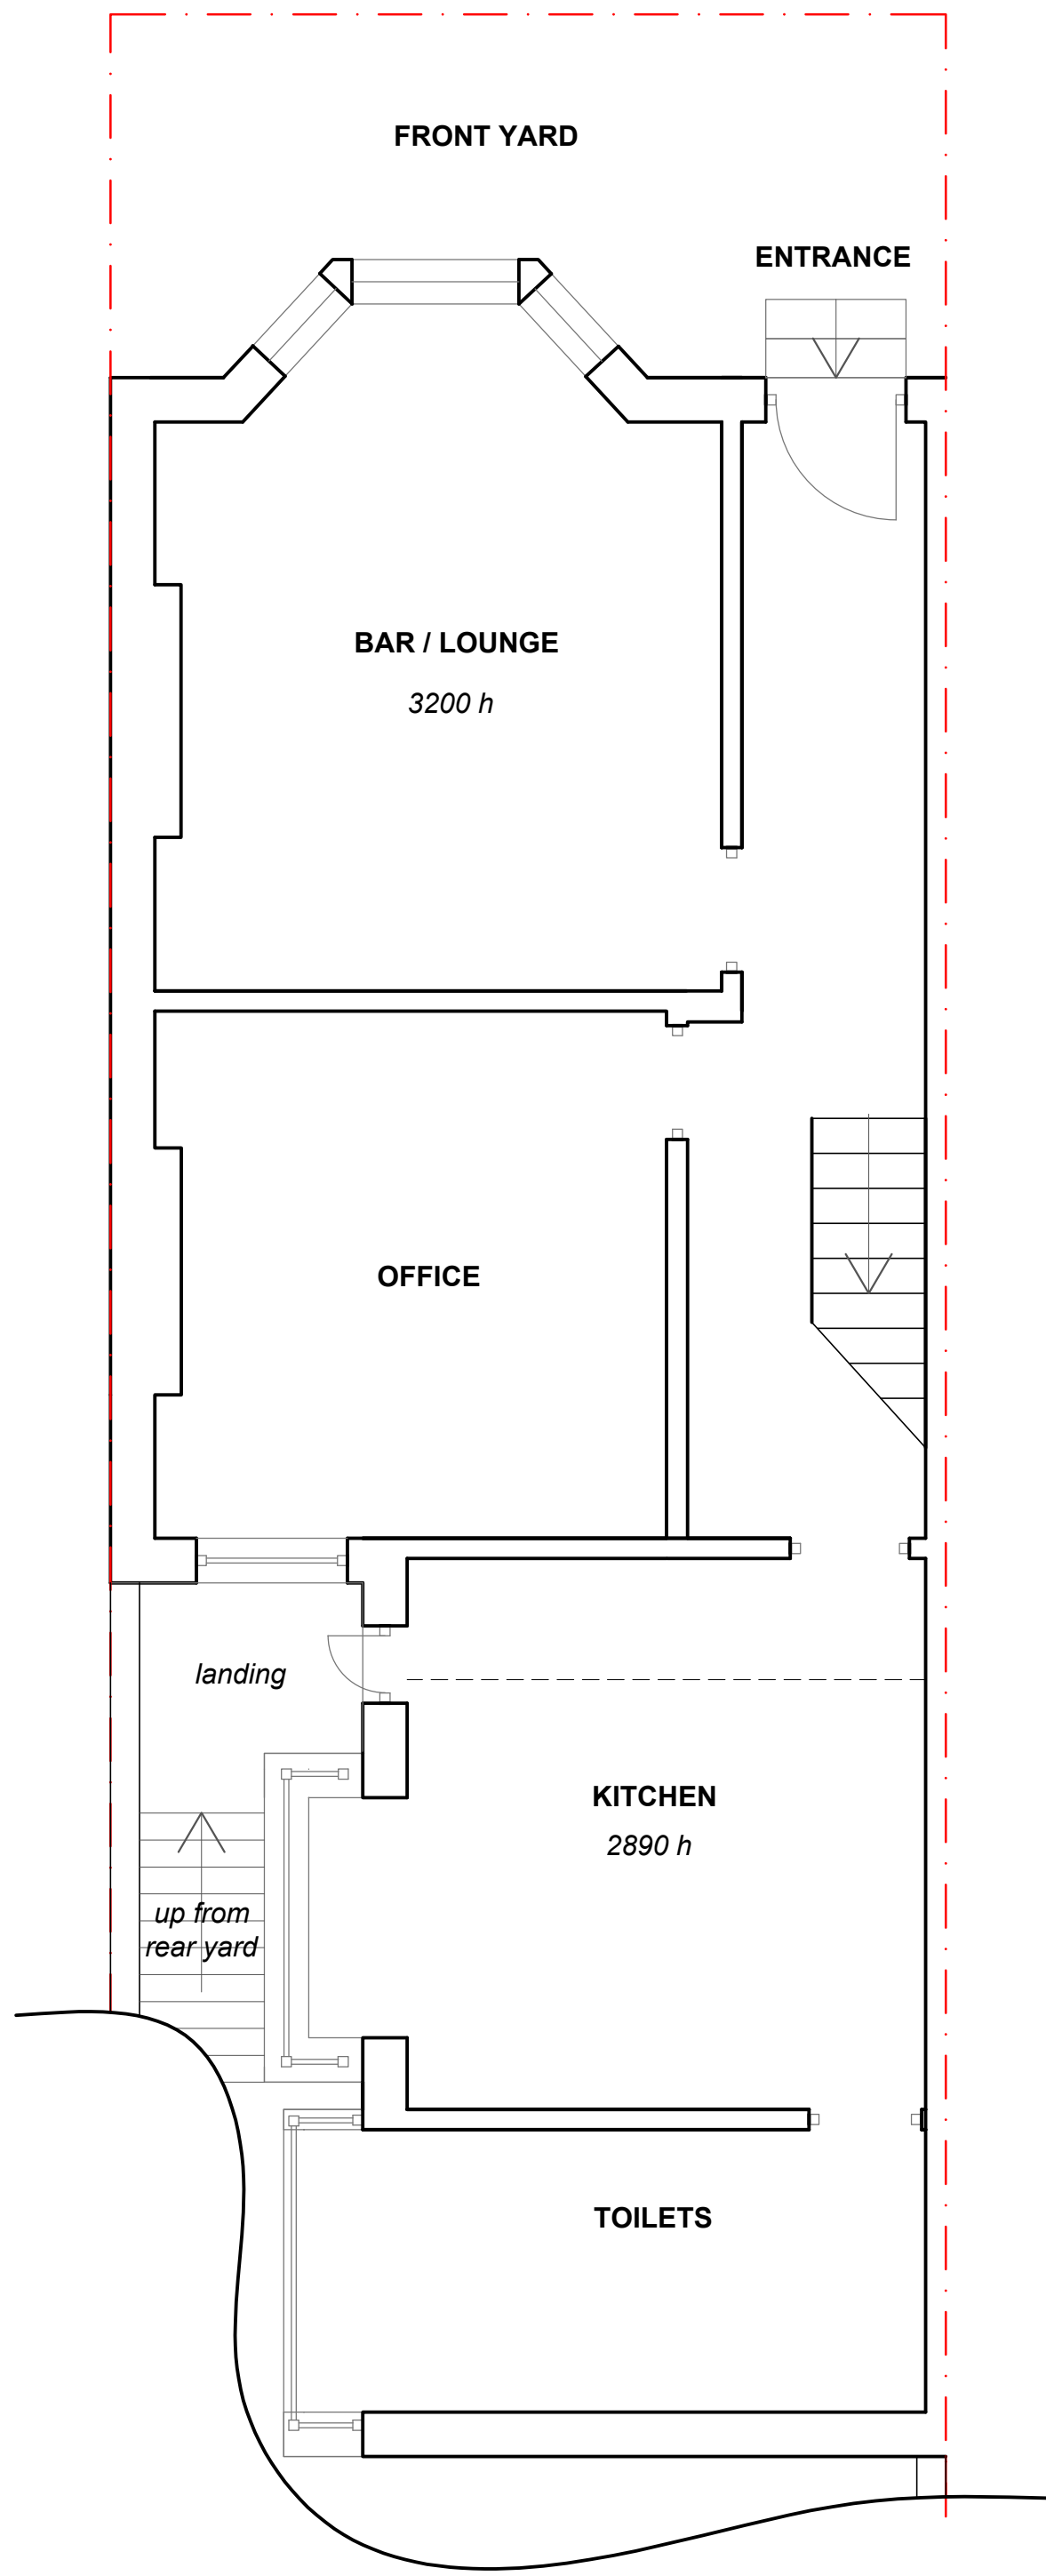 FRONT YARD
ENTRANCE
BAR / LOUNGE
3200 h
OFFICE
landing
KITCHEN
2890 h
up from
rear yard
TOILETS